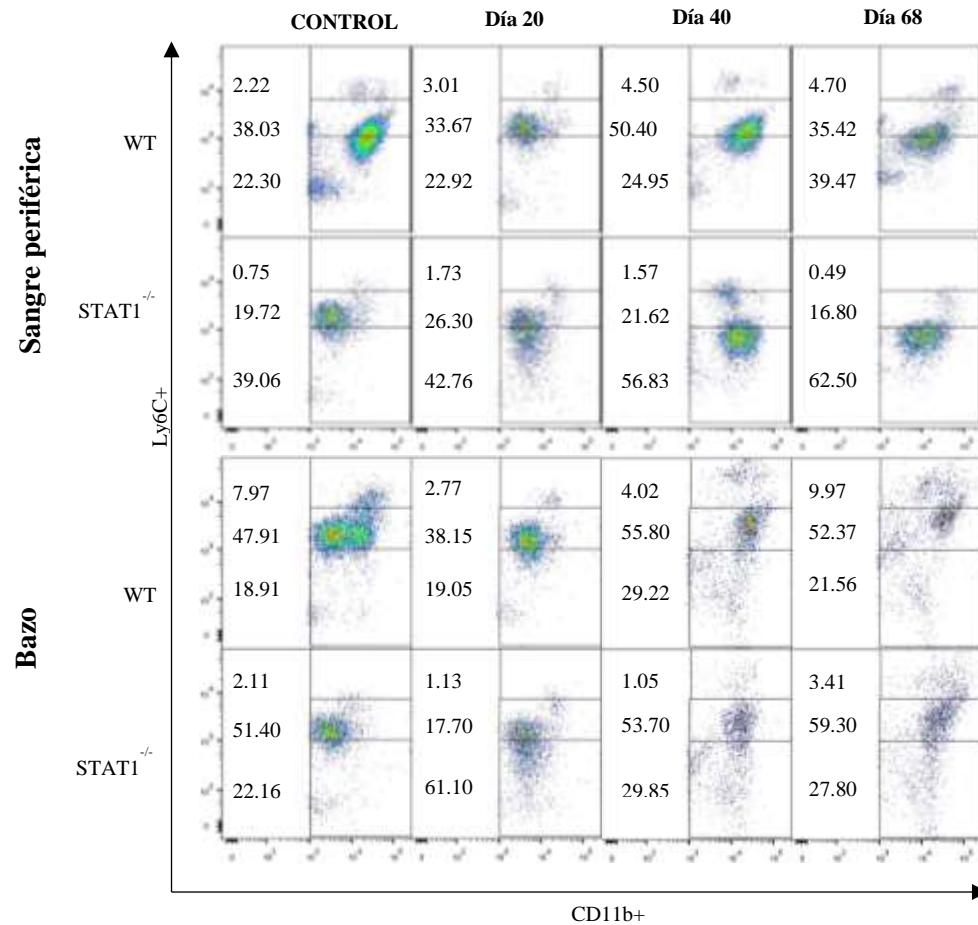 CONTROL Día 20 Día 40 Día 68
Sangre periférica
WT
2.22 3.01 4.50 4.70
38.03 33.67 50.40 35.42
22.30 22.92 24.95 39.47
STAT1-/-
0.75 1.73 1.57 0.49
19.72 26.30 21.62 16.80
39.06 42.76 56.83 62.50
Ly6C+
Bazo
WT
7.97 2.77 4.02 9.97
47.91 38.15 55.80 52.37
18.91 19.05 29.22 21.56
STAT1-/-
2.11 1.13 1.05 3.41
51.40 17.70 53.70 59.30
22.16 61.10 29.85 27.80
CD11b+